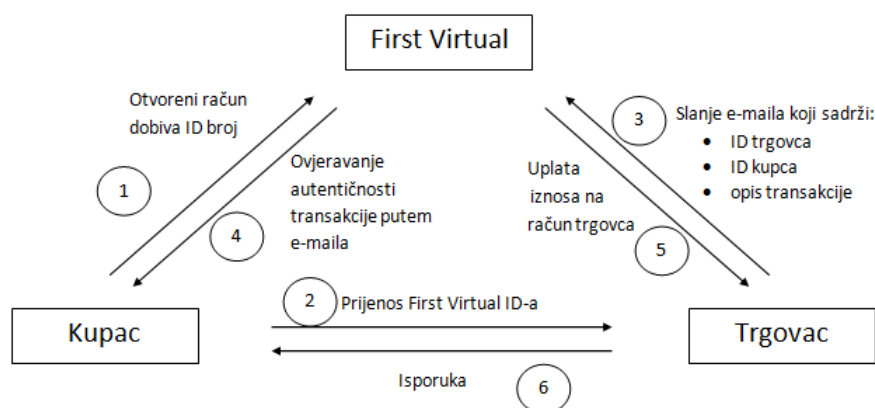 First Virtual
Otvoreni račun
dobiva ID broj
1
Ovjeravanje
autentičnosti
transakcije putem
e-maila
4
3
Slanje e-maila koji sadrži:
• ID trgovca
• ID kupca
• opis transakcije
Uplata
iznosa na
račun trgovca
5
Kupac
2
Prijenos First Virtual ID-a
Trgovac
Isporuka
6